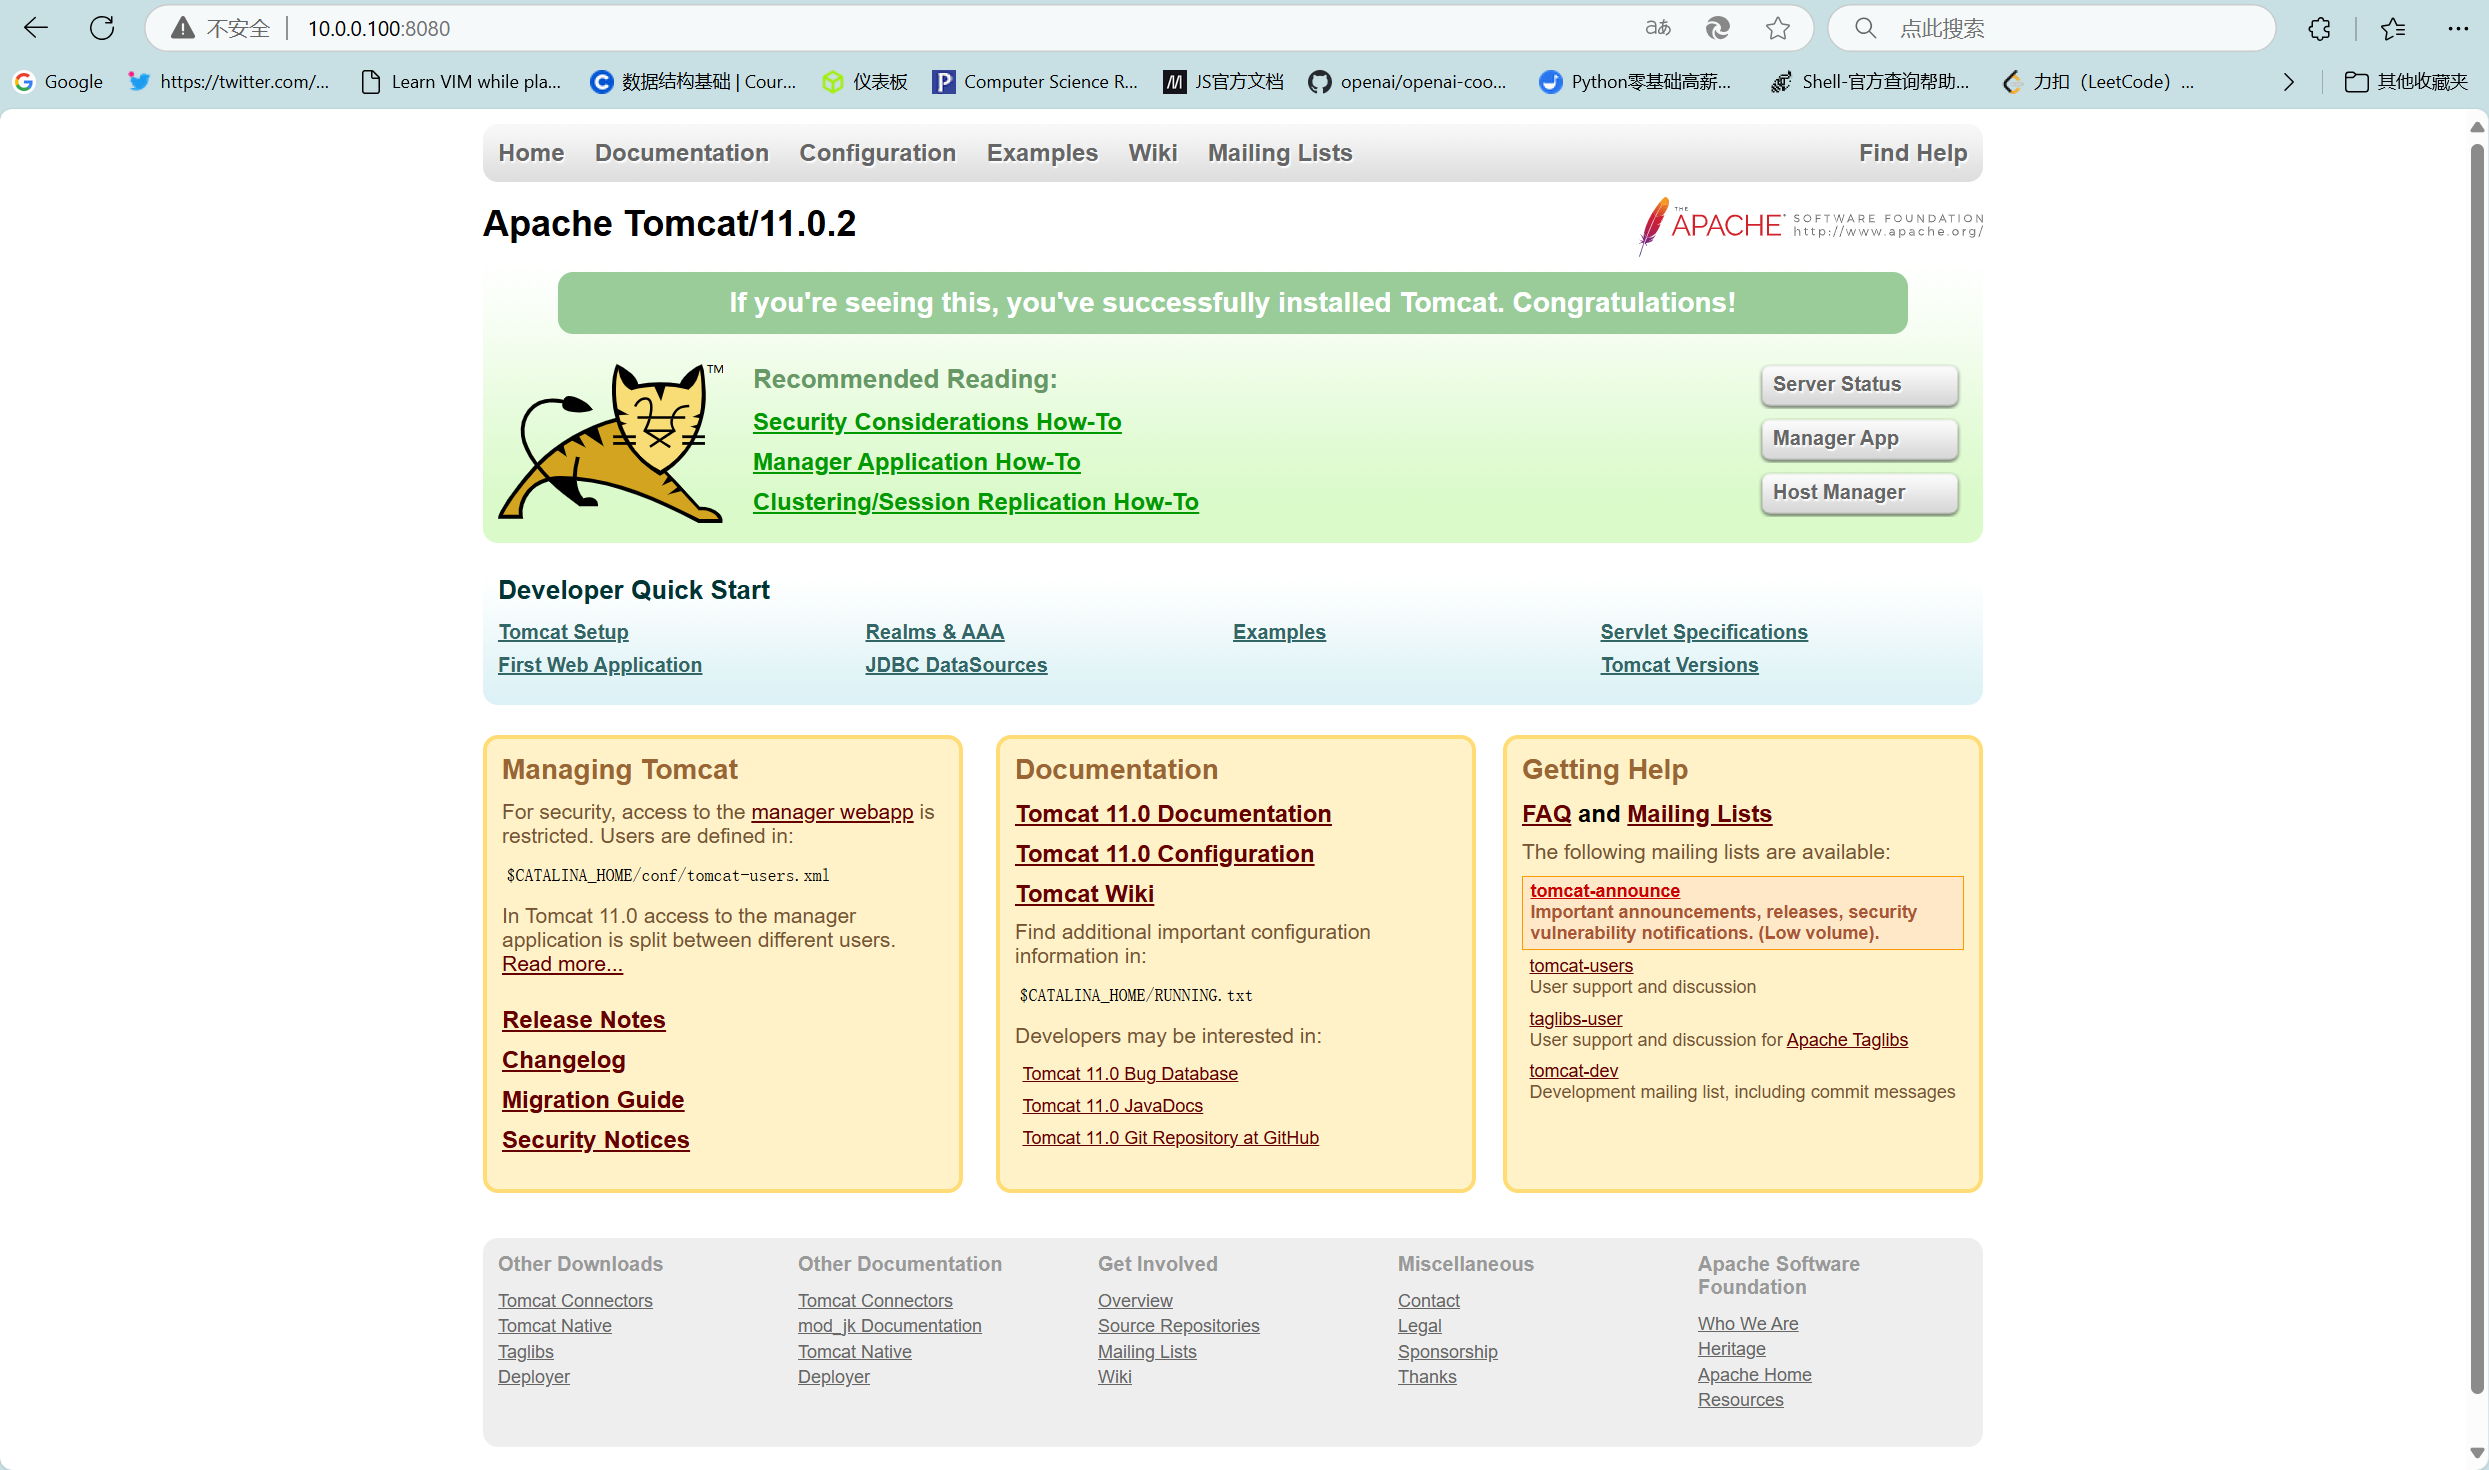 不安全 10.0.0.100:8080 aあ 点此搜索
Google https://twitter.com/... Learn VIM while pla... 数据结构基础 | Cour... 仪表板 Computer Science R... JS官方文档 openai/openai-coo... Python零基础高薪... Shell-官方查询帮助... 力扣（LeetCode）... 其他收藏夹
Home Documentation Configuration Examples Wiki Mailing Lists Find Help
Apache Tomcat/11.0.2
THE APACHE SOFTWARE FOUNDATION
http://www.apache.org/
If you're seeing this, you've successfully installed Tomcat. Congratulations!
TM
Recommended Reading:
Security Considerations How-To
Manager Application How-To
Clustering/Session Replication How-To
Server Status
Manager App
Host Manager
Developer Quick Start
Tomcat Setup
First Web Application
Realms & AAA
JDBC DataSources
Examples
Servlet Specifications
Tomcat Versions
Managing Tomcat
For security, access to the manager webapp is
restricted. Users are defined in:
$CATALINA_HOME/conf/tomcat-users.xml
In Tomcat 11.0 access to the manager
application is split between different users.
Read more...
Release Notes
Changelog
Migration Guide
Security Notices
Documentation
Tomcat 11.0 Documentation
Tomcat 11.0 Configuration
Tomcat Wiki
Find additional important configuration
information in:
$CATALINA_HOME/RUNNING.txt
Developers may be interested in:
Tomcat 11.0 Bug Database
Tomcat 11.0 JavaDocs
Tomcat 11.0 Git Repository at GitHub
Getting Help
FAQ and Mailing Lists
The following mailing lists are available:
tomcat-announce
Important announcements, releases, security
vulnerability notifications. (Low volume).
tomcat-users
User support and discussion
taglibs-user
User support and discussion for Apache Taglibs
tomcat-dev
Development mailing list, including commit messages
Other Downloads
Tomcat Connectors
Tomcat Native
Taglibs
Deployer
Other Documentation
Tomcat Connectors
mod_jk Documentation
Tomcat Native
Deployer
Get Involved
Overview
Source Repositories
Mailing Lists
Wiki
Miscellaneous
Contact
Legal
Sponsorship
Thanks
Apache Software
Foundation
Who We Are
Heritage
Apache Home
Resources